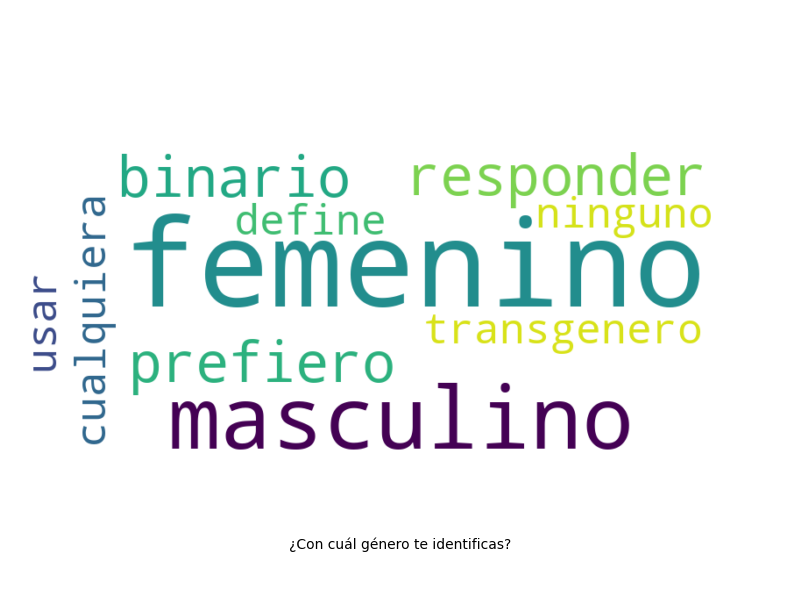 binario
responder
define
ninguno
femenino
cualquiera
usar
transgenero
prefiero
masculino
¿Con cuál género te identificas?